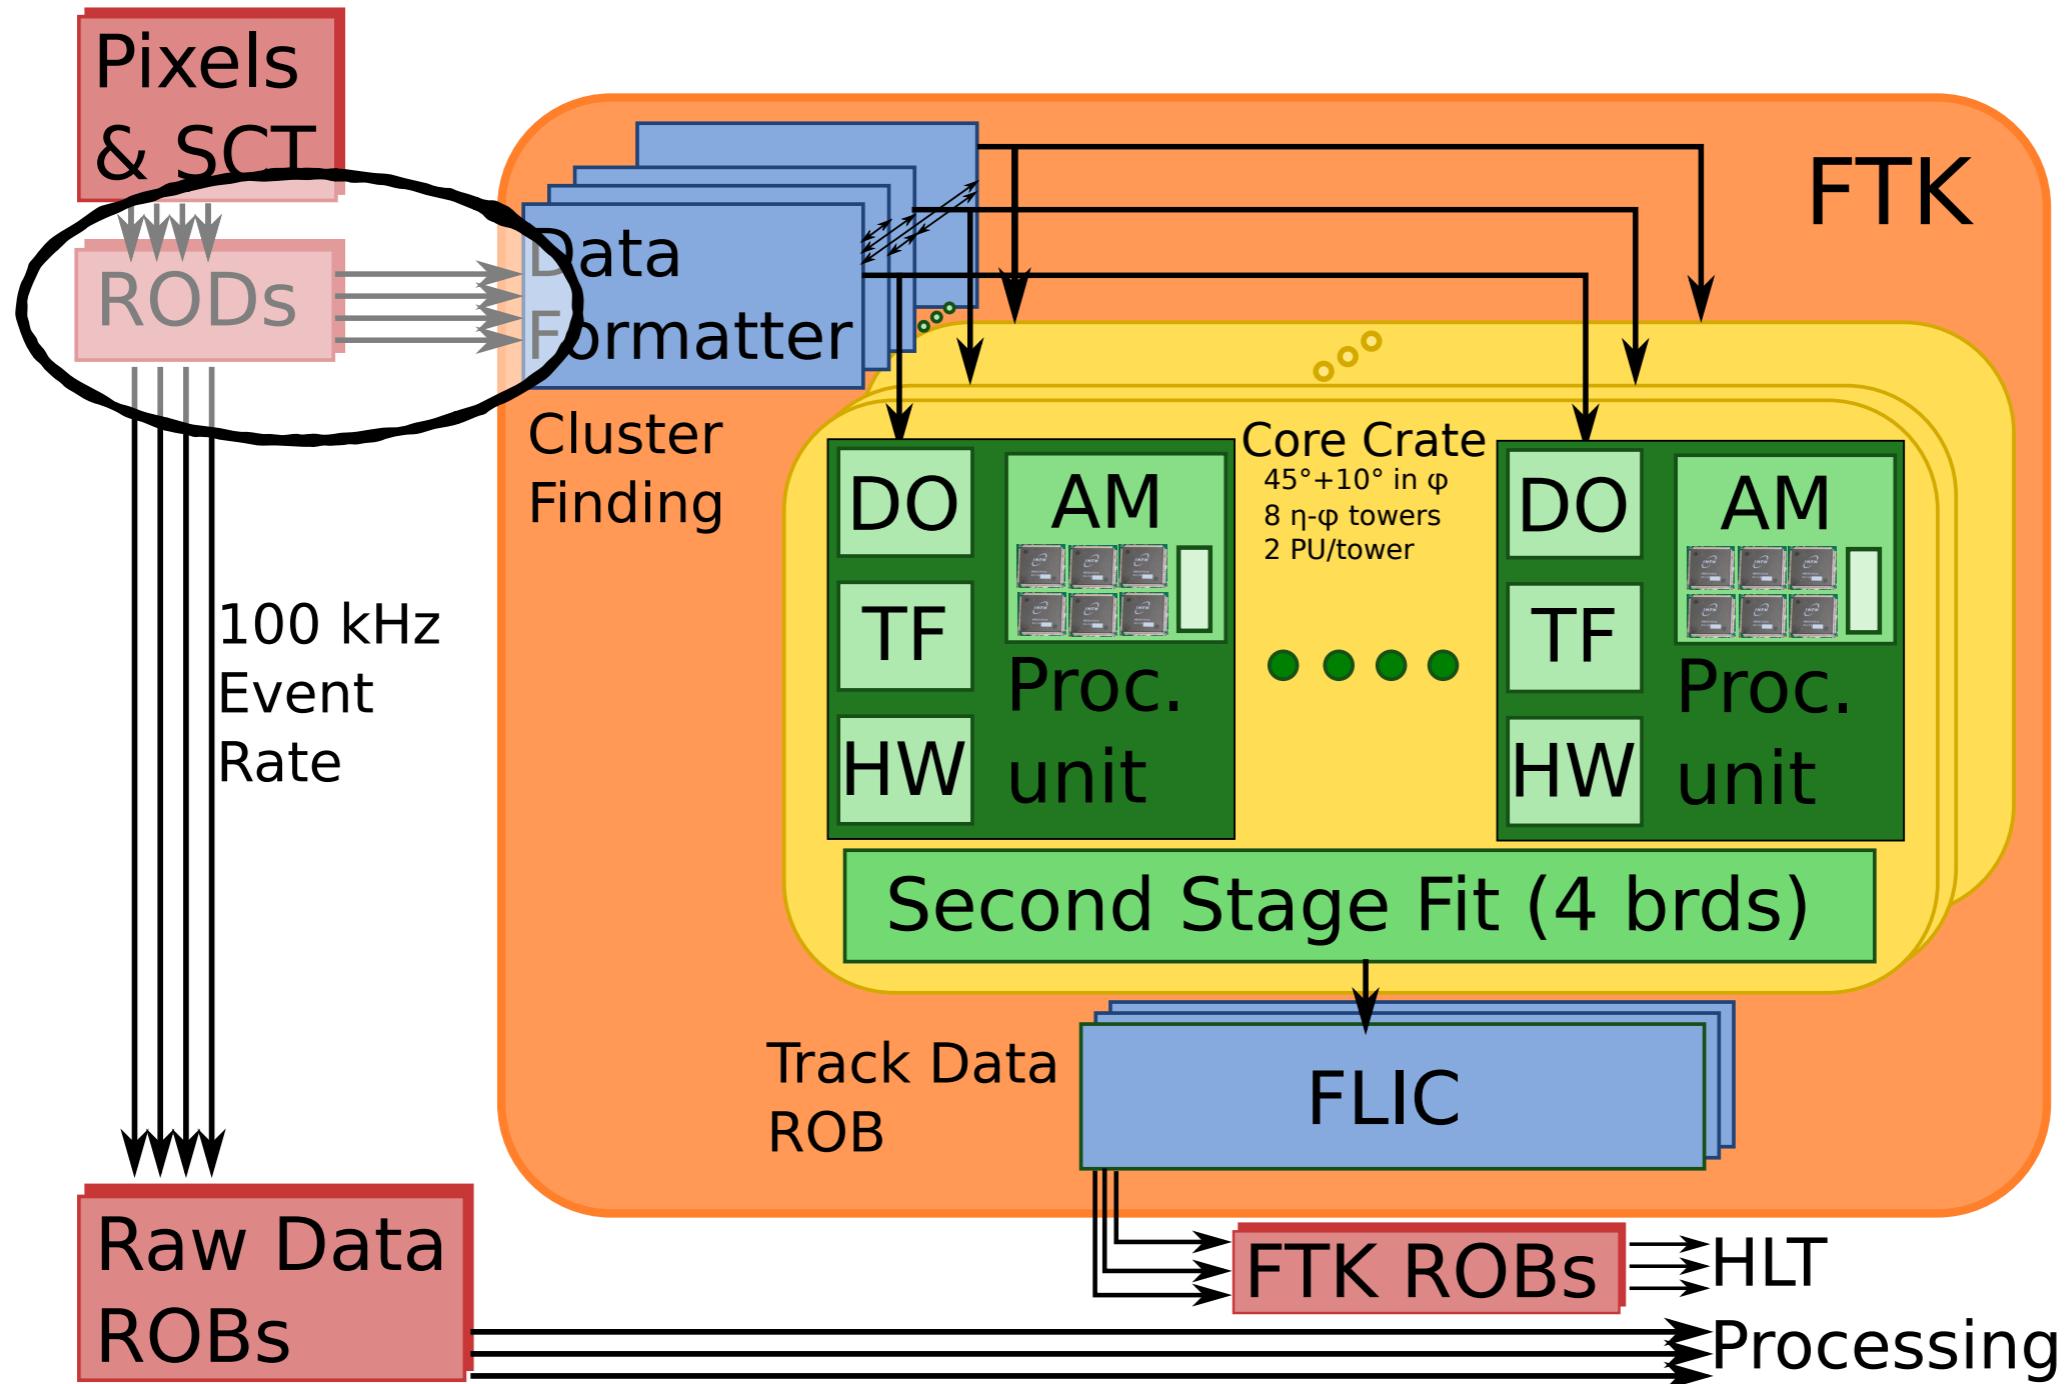 Pixels
& SCT
RODs
Data
Formatter
Cluster
Finding
FTK
100 kHz
Event
Rate
Core Crate
45°+10° in φ
8 η-φ towers
2 PU/tower
DO
AM
TF
HW
Proc.
unit
DO
AM
TF
HW
Proc.
unit
Second Stage Fit (4 brds)
Track Data
ROB
FLIC
Raw Data
ROBs
FTK ROBs
HLT
Processing